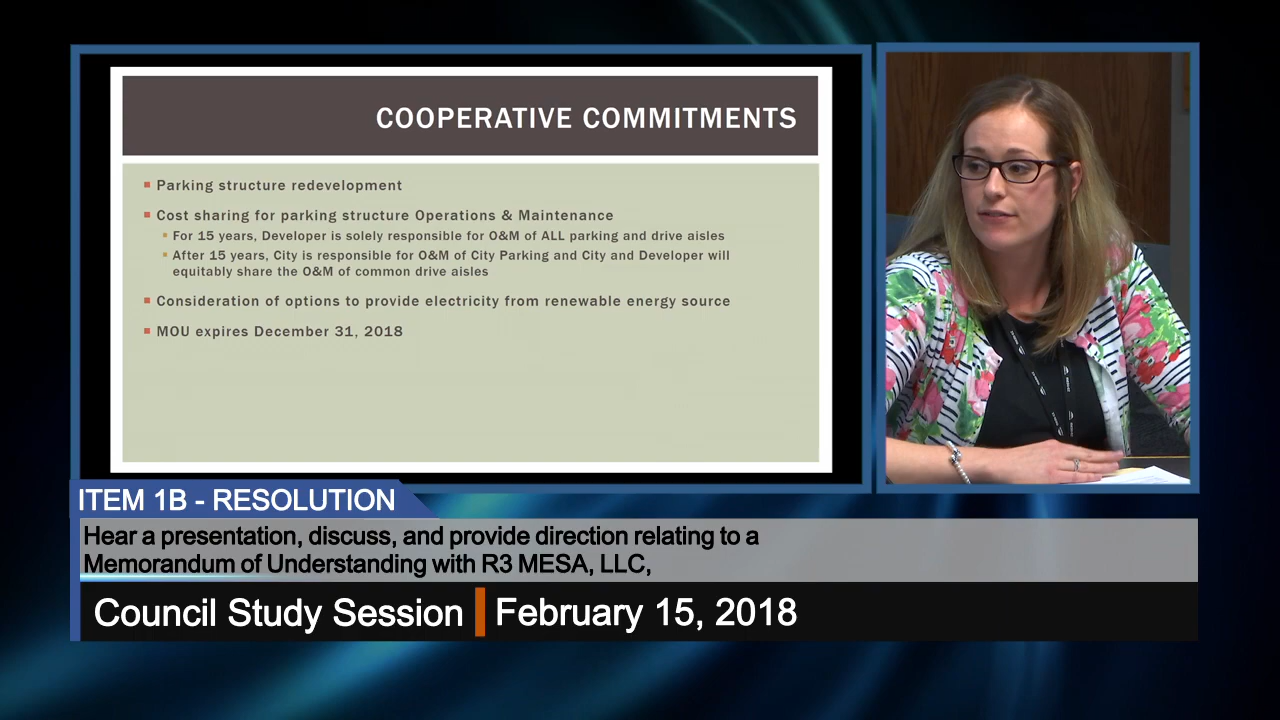 COOPERATIVE COMMITMENTS
Parking structure redevelopment
Cost sharing for parking structure Operations & Maintenance
For 15 years, Developer is solely responsible for O&M of ALL parking and drive aisles
After 15 years, City is responsible for O&M of City Parking and City and Developer will
equitably share the O&M of common drive aisles
Consideration of options to provide electricity from renewable energy source
MOU expires December 31, 2018
ITEM 1B - RESOLUTION
Hear a presentation, discuss, and provide direction relating to a
Memorandum of Understanding with R3 MESA, LLC,
Council Study Session
February 15, 2018